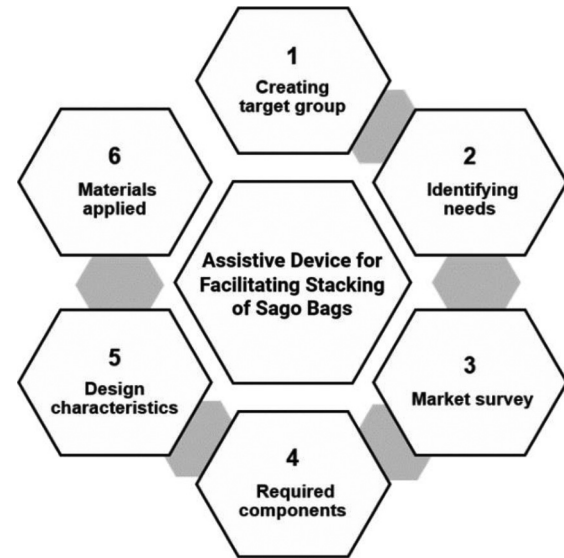 1
Creating
target group
2
Identifying
needs
3
Market survey
4
Required
components
5
Design
characteristics
6
Materials
applied
Assistive Device for
Facilitating Stacking
of Sago Bags